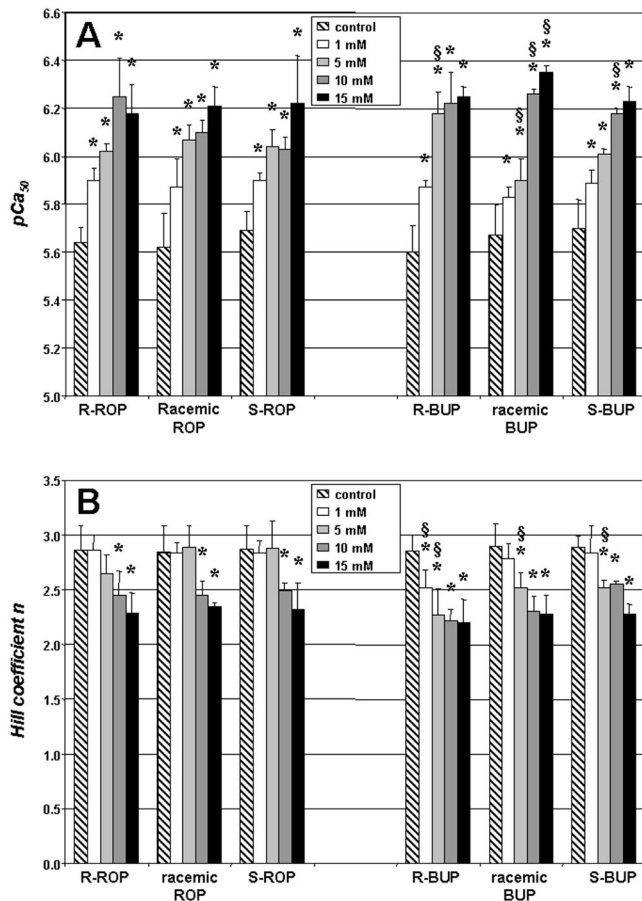 A
pCa50
6.6
6.4
6.2
6.0
5.8
5.6
5.4
5.2
5.0
control
1 mM
5 mM
10 mM
15 mM
* * * * * * * * * * * *
* § * * * * § * § * § * * * § * *
R-ROP Racemic ROP S-ROP R-BUP racemic BUP S-BUP
B
Hill coefficient n
3.5
3.0
2.5
2.0
1.5
1.0
0.5
0.0
control
1 mM
5 mM
10 mM
15 mM
* * * * * *
§ * § * * * § * * * § * * *
R-ROP racemic ROP S-ROP R-BUP racemic BUP S-BUP